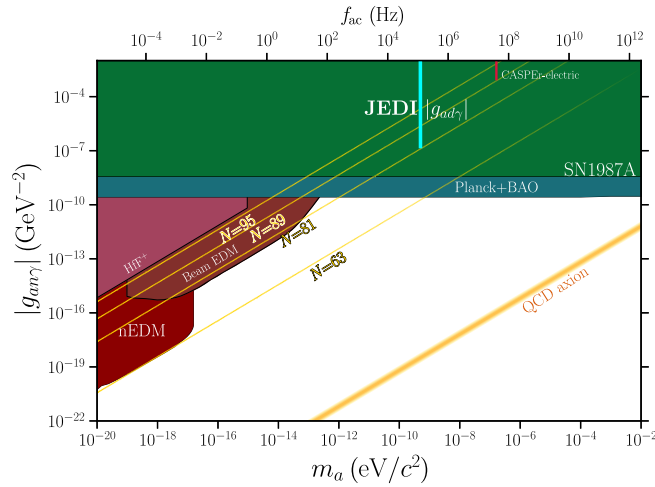 f_ac (Hz)
10^−4 10^−2 10^0 10^2 10^4 10^6 10^8 10^10 10^12
10^−4
10^−7
10^−10
10^−13
10^−16
10^−19
10^−22
|g_anγ| (GeV^−2)
CASPEr-electric
JEDI |g_adγ|
SN1987A
Planck+BAO
N=95
N=89
N=81
N=63
HfF^+
Beam EDM
nEDM
QCD axion
10^−20 10^−18 10^−16 10^−14 10^−12 10^−10 10^−8 10^−6 10^−4 10^−2
m_a (eV/c^2)